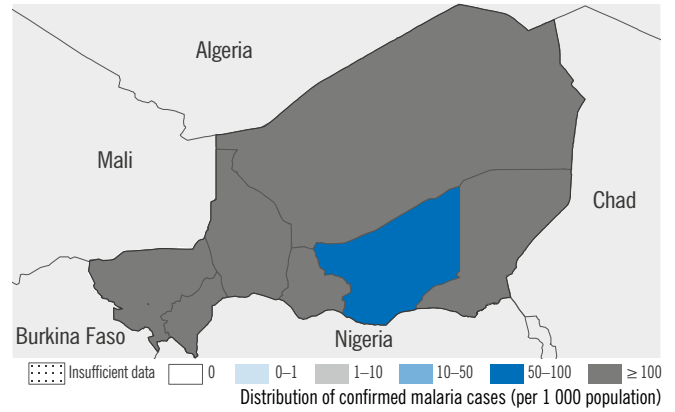 Algeria
Mali
Chad
Burkina Faso
Nigeria
Insufficient data 0 0–1 1–10 10–50 50–100 ≥ 100
Distribution of confirmed malaria cases (per 1 000 population)